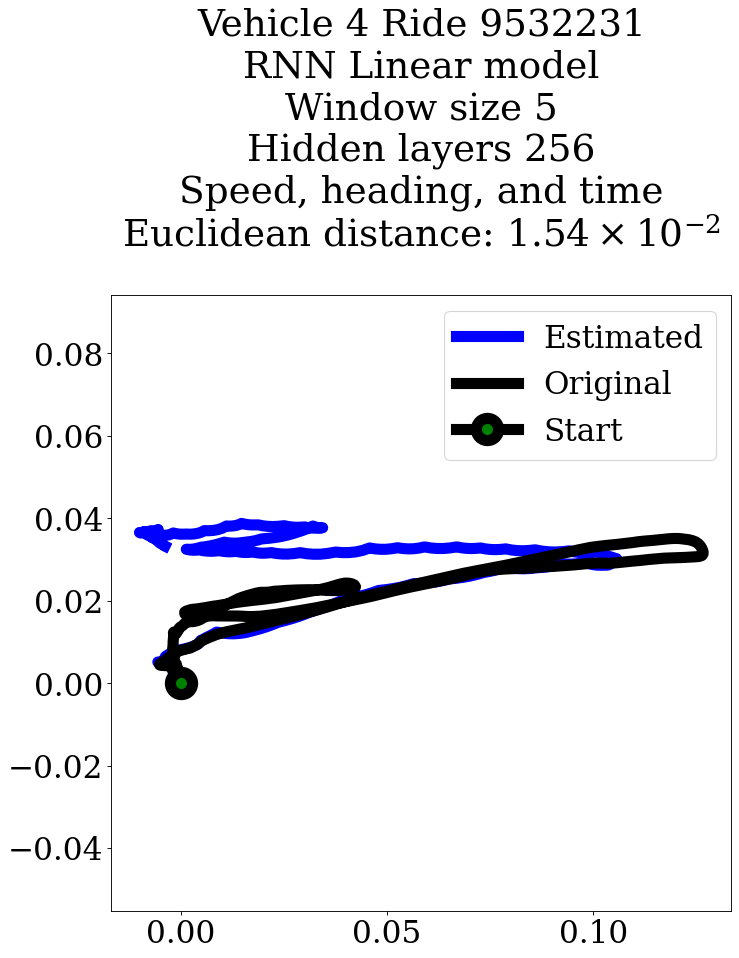 Vehicle 4 Ride 9532231
RNN Linear model
Window size 5
Hidden layers 256
Speed, heading, and time
Euclidean distance: 1.54 × 10⁻²
Estimated
Original
Start
0.08
0.06
0.04
0.02
0.00
−0.02
−0.04
0.00 0.05 0.10